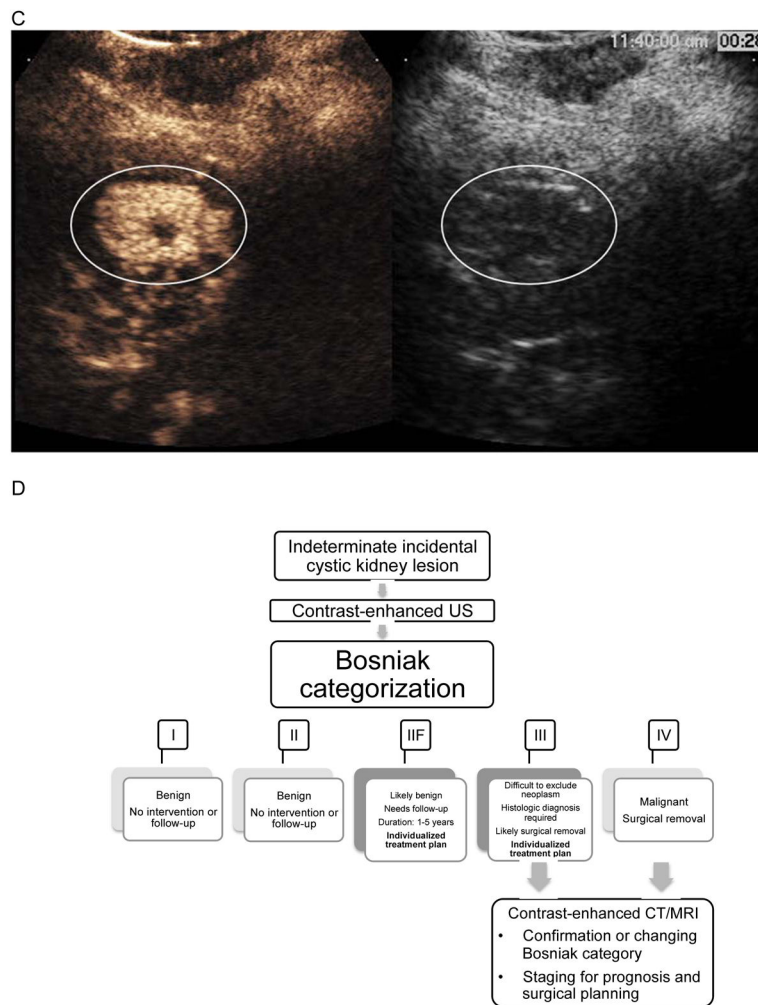 C
11:40:00 am 00:28
D
Indeterminate incidental
cystic kidney lesion
Contrast-enhanced US
Bosniak
categorization
I
II
IIF
III
IV
Benign
No intervention or
follow-up
Benign
No intervention or
follow-up
Likely benign
Needs follow-up
Duration: 1-5 years
Individualized
treatment plan
Difficult to exclude
neoplasm
Histologic diagnosis
required
Likely surgical removal
Individualized
treatment plan
Malignant
Surgical removal
Contrast-enhanced CT/MRI
• Confirmation or changing
Bosniak category
• Staging for prognosis and
surgical planning